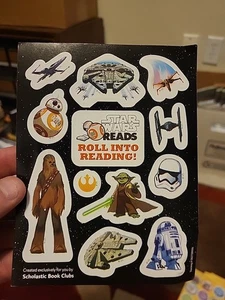 STAR
WARS
READS
ROLL INTO
READING!
Created exclusively for you by
Scholastic Book Clubs